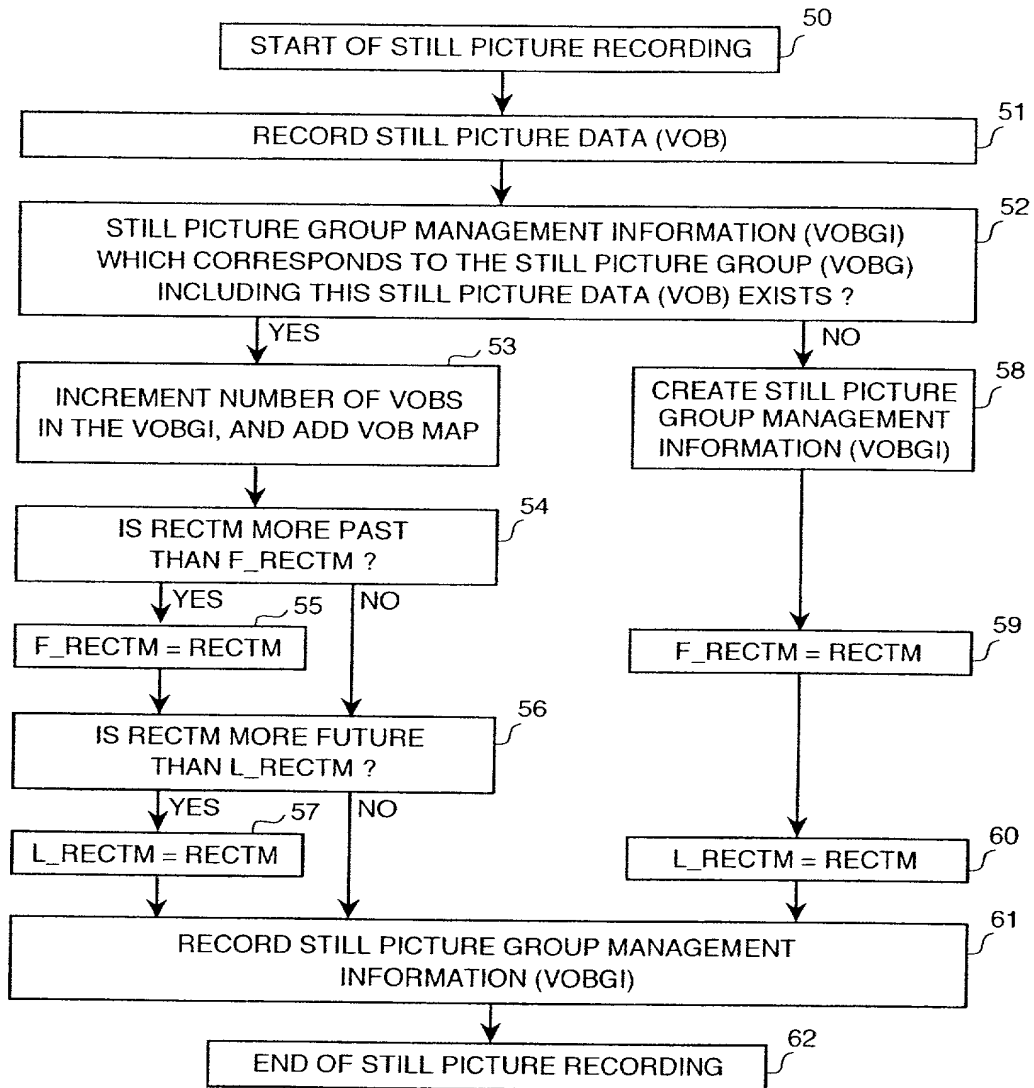 50
START OF STILL PICTURE RECORDING
51
RECORD STILL PICTURE DATA (VOB)
52
STILL PICTURE GROUP MANAGEMENT INFORMATION (VOBGI)
WHICH CORRESPONDS TO THE STILL PICTURE GROUP (VOBG)
INCLUDING THIS STILL PICTURE DATA (VOB) EXISTS ?
YES
NO
53
INCREMENT NUMBER OF VOBS
IN THE VOBGI, AND ADD VOB MAP
58
CREATE STILL PICTURE
GROUP MANAGEMENT
INFORMATION (VOBGI)
54
IS RECTM MORE PAST
THAN F_RECTM ?
YES
NO
55
F_RECTM = RECTM
59
F_RECTM = RECTM
56
IS RECTM MORE FUTURE
THAN L_RECTM ?
YES
NO
57
L_RECTM = RECTM
60
L_RECTM = RECTM
61
RECORD STILL PICTURE GROUP MANAGEMENT
INFORMATION (VOBGI)
62
END OF STILL PICTURE RECORDING